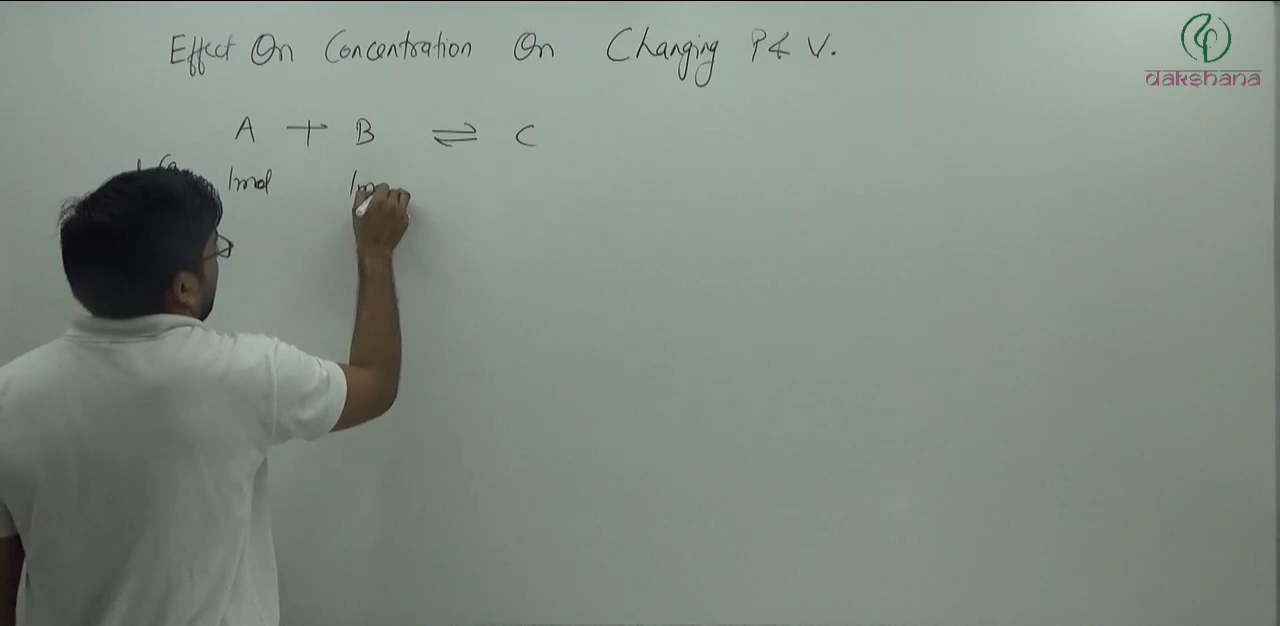 Effect On Concentration On Changing P & V.
dakshana
A + B ⇌ C
1mol